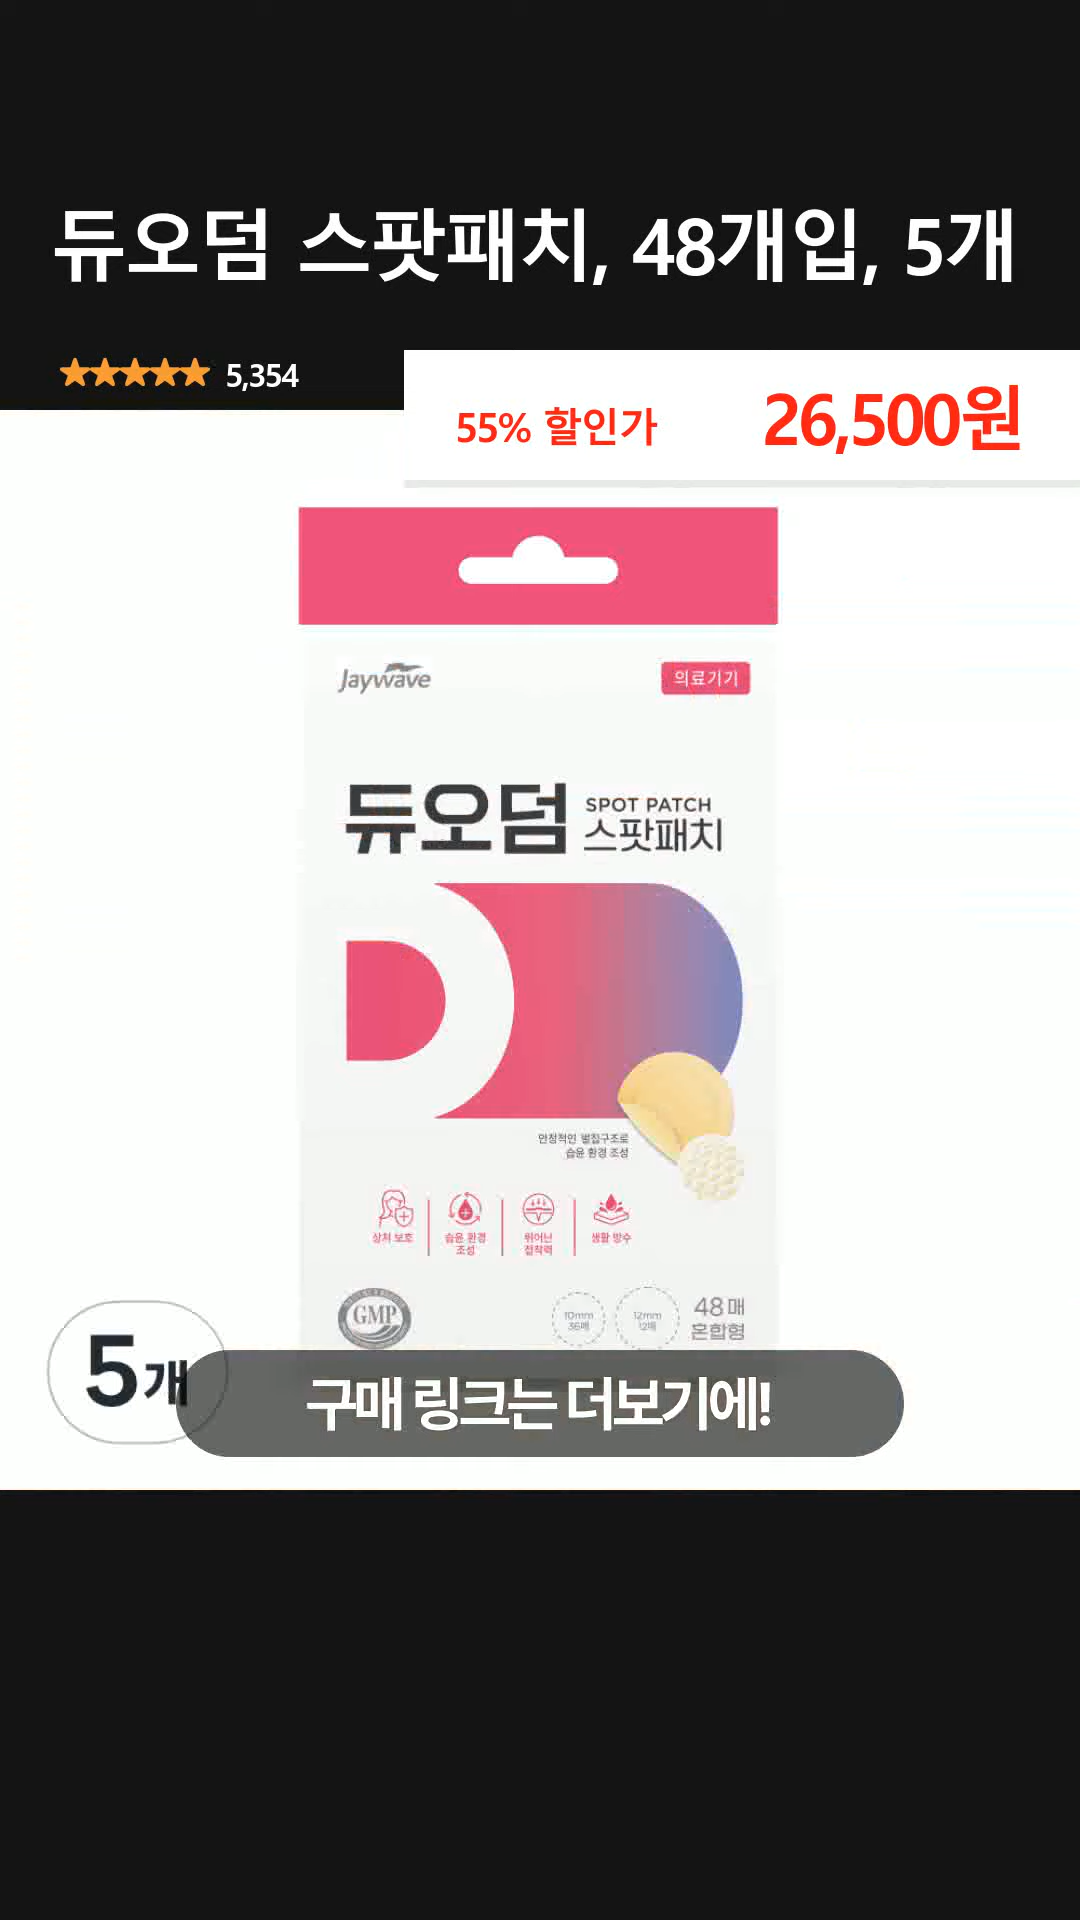 듀오덤 스팟패치, 48개입, 5개
5,354
55% 할인가 26,500원
Jaywave
의료기기
듀오덤 SPOT PATCH 스팟패치
안정적인 벌집구조로
습윤 환경 조성
상처 보호
습윤 환경 조성
뛰어난 접착력
생활 방수
GMP
10mm 36매
12mm 12매
48매 혼합형
5개
구매 링크는 더보기에!